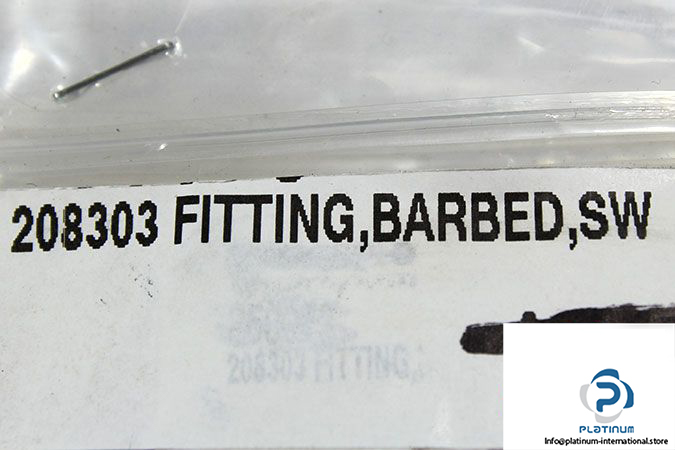 208303 FITTING,BARBED,SW
208303 FITTING,
PLATINUM
Info@platinum-international.store